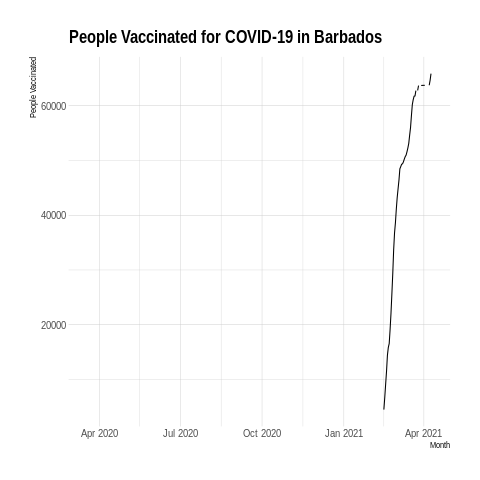 People Vaccinated for COVID-19 in Barbados
People Vaccinated
60000
40000
20000
Apr 2020 Jul 2020 Oct 2020 Jan 2021 Apr 2021
Month